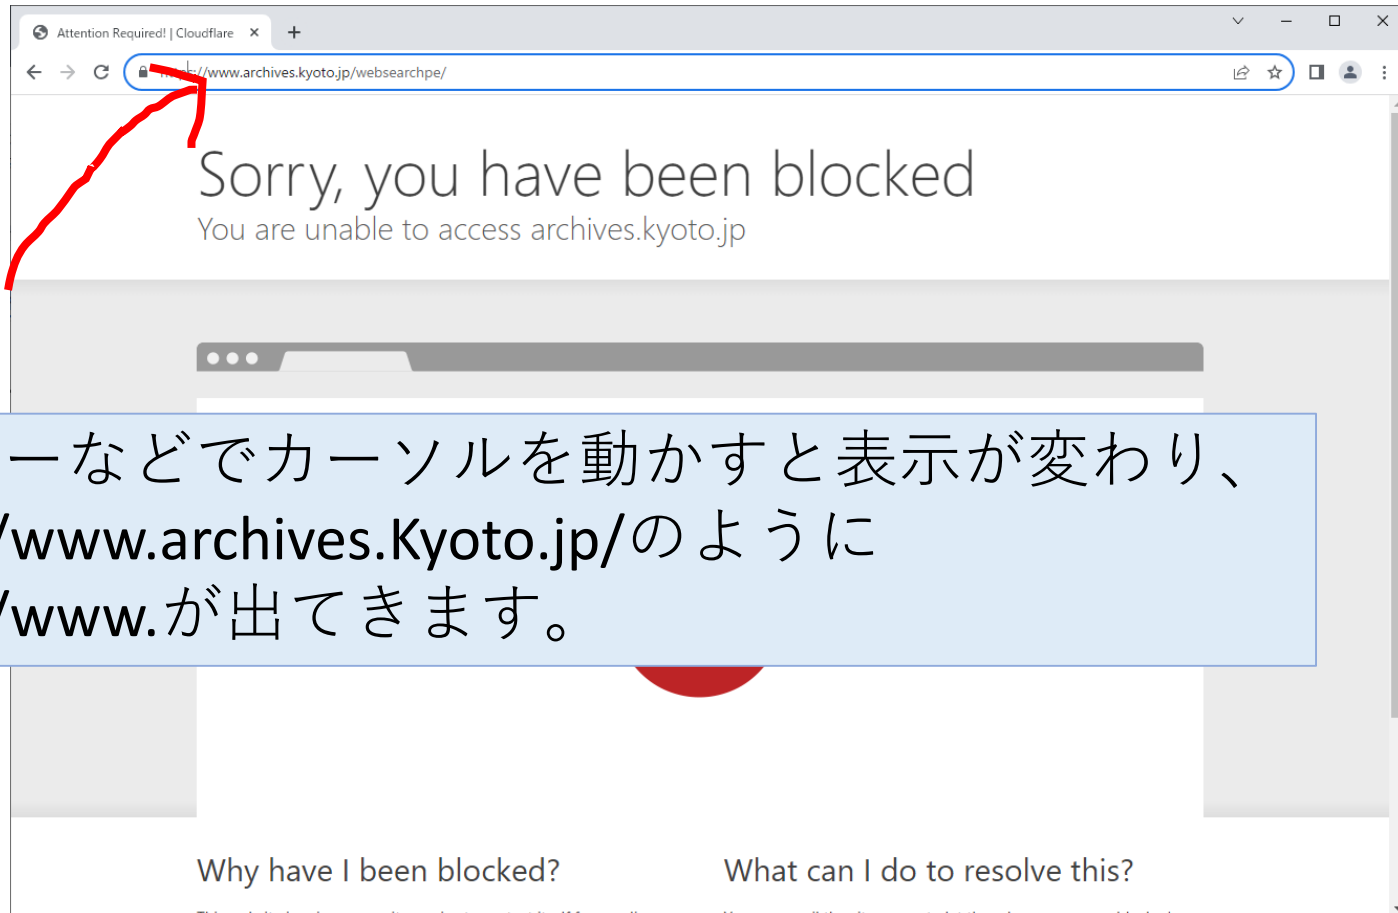 Attention Required! | Cloudflare
://www.archives.kyoto.jp/websearchpe/
Sorry, you have been blocked
You are unable to access archives.kyoto.jp
ーなどでカーソルを動かすと表示が変わり、
/www.archives.Kyoto.jp/のように
/www.が出てきます。
Why have I been blocked?
What can I do to resolve this?